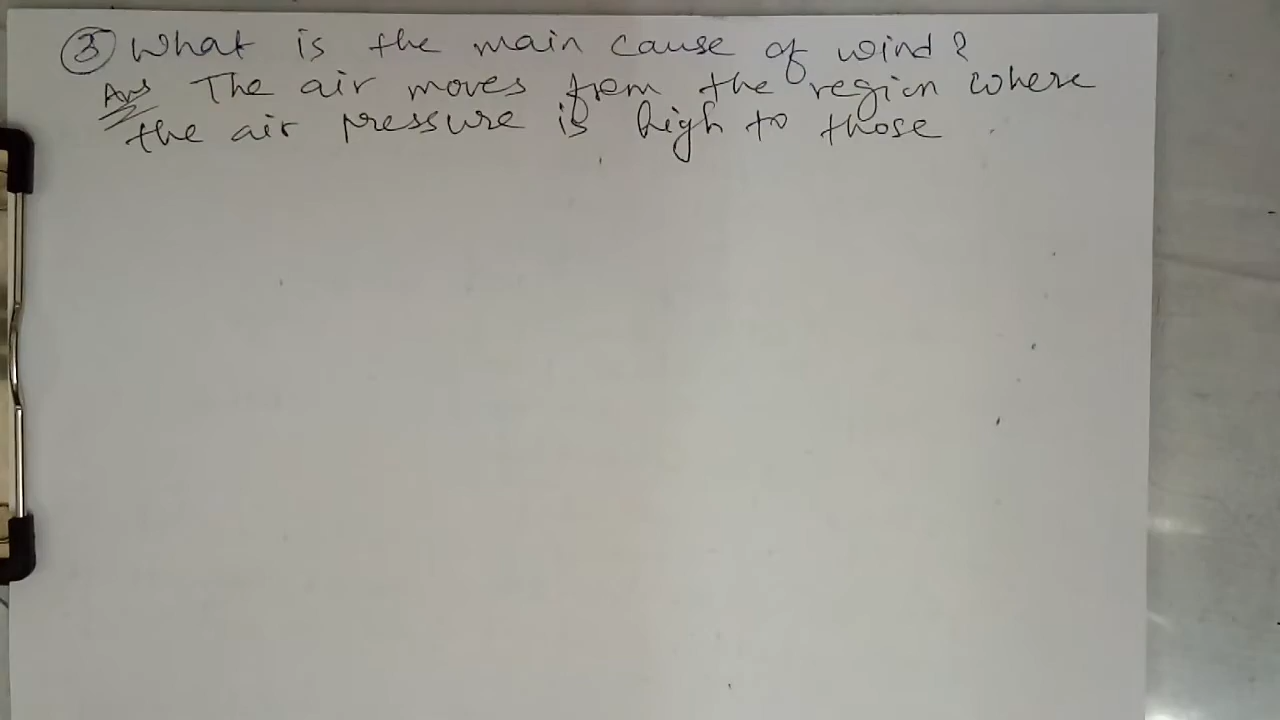 ③ What is the main cause of wind?
Ans The air moves from the region where
the air pressure is high to those